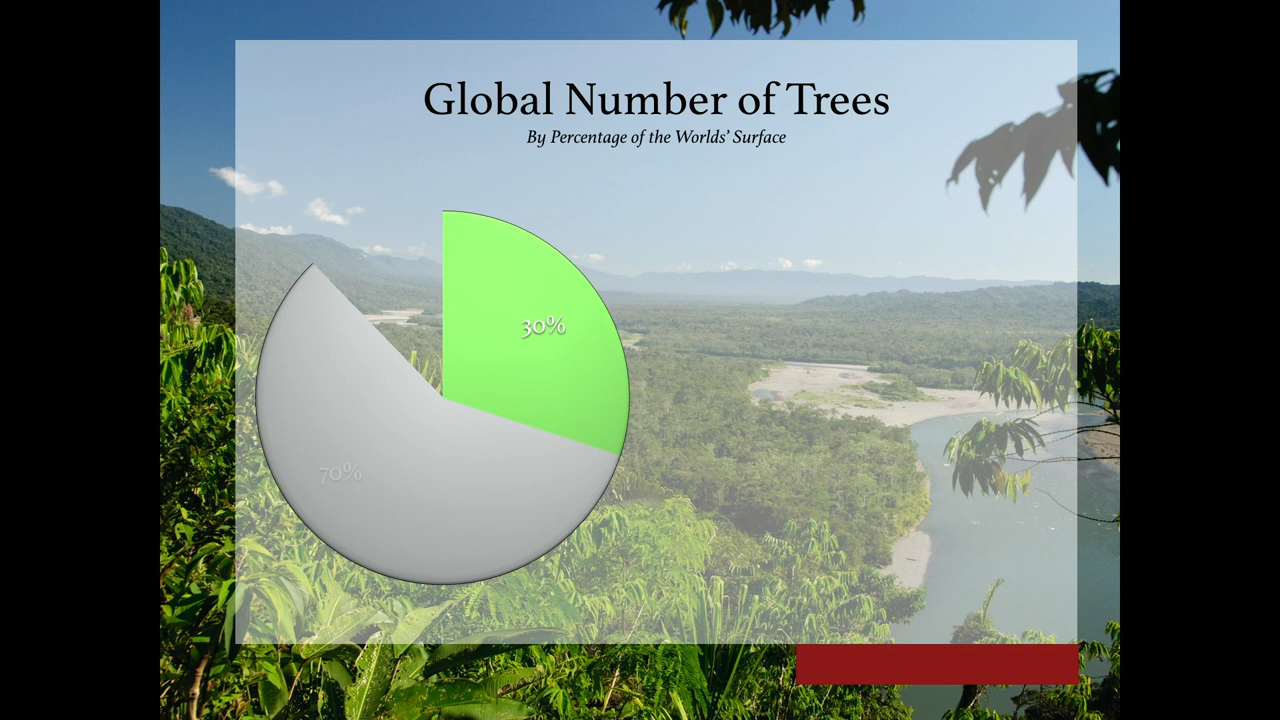 Global Number of Trees
By Percentage of the Worlds’ Surface
30%
70%